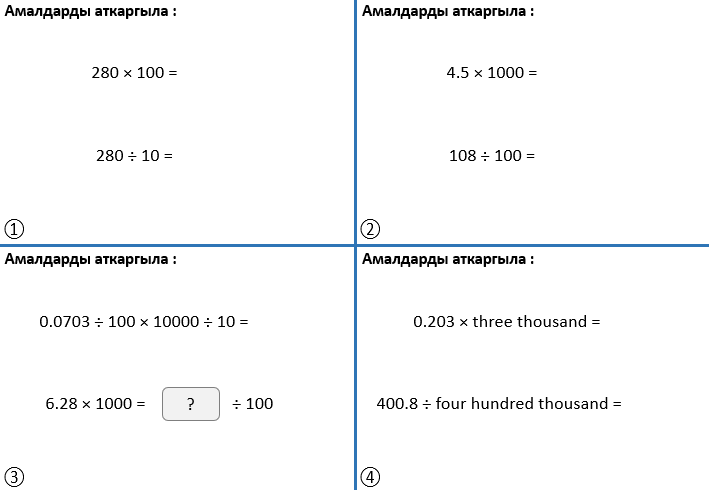 Амалдарды аткаргыла :
280 × 100 =
280 ÷ 10 =
①
Амалдарды аткаргыла :
4.5 × 1000 =
108 ÷ 100 =
②
Амалдарды аткаргыла :
0.0703 ÷ 100 × 10000 ÷ 10 =
6.28 × 1000 = ? ÷ 100
③
Амалдарды аткаргыла :
0.203 × three thousand =
400.8 ÷ four hundred thousand =
④